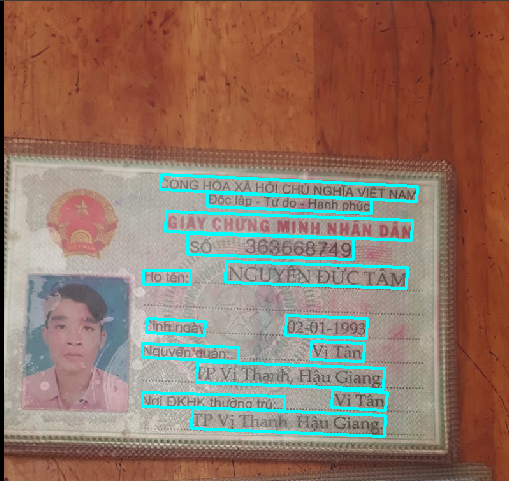 CỘNG HÒA XÃ HỘI CHỦ NGHĨA VIỆT NAM
Độc lập - Tự do - Hạnh phúc
GIẤY CHỨNG MINH NHÂN DÂN
SỐ 363668749
Họ tên: NGUYỄN ĐỨC TÂM
Sinh ngày 02-01-1993
Nguyên quán: Vị Tân
TP Vị Thanh, Hậu Giang
Nơi ĐKHK thường trú: Vị Tân
TP Vị Thanh, Hậu Giang